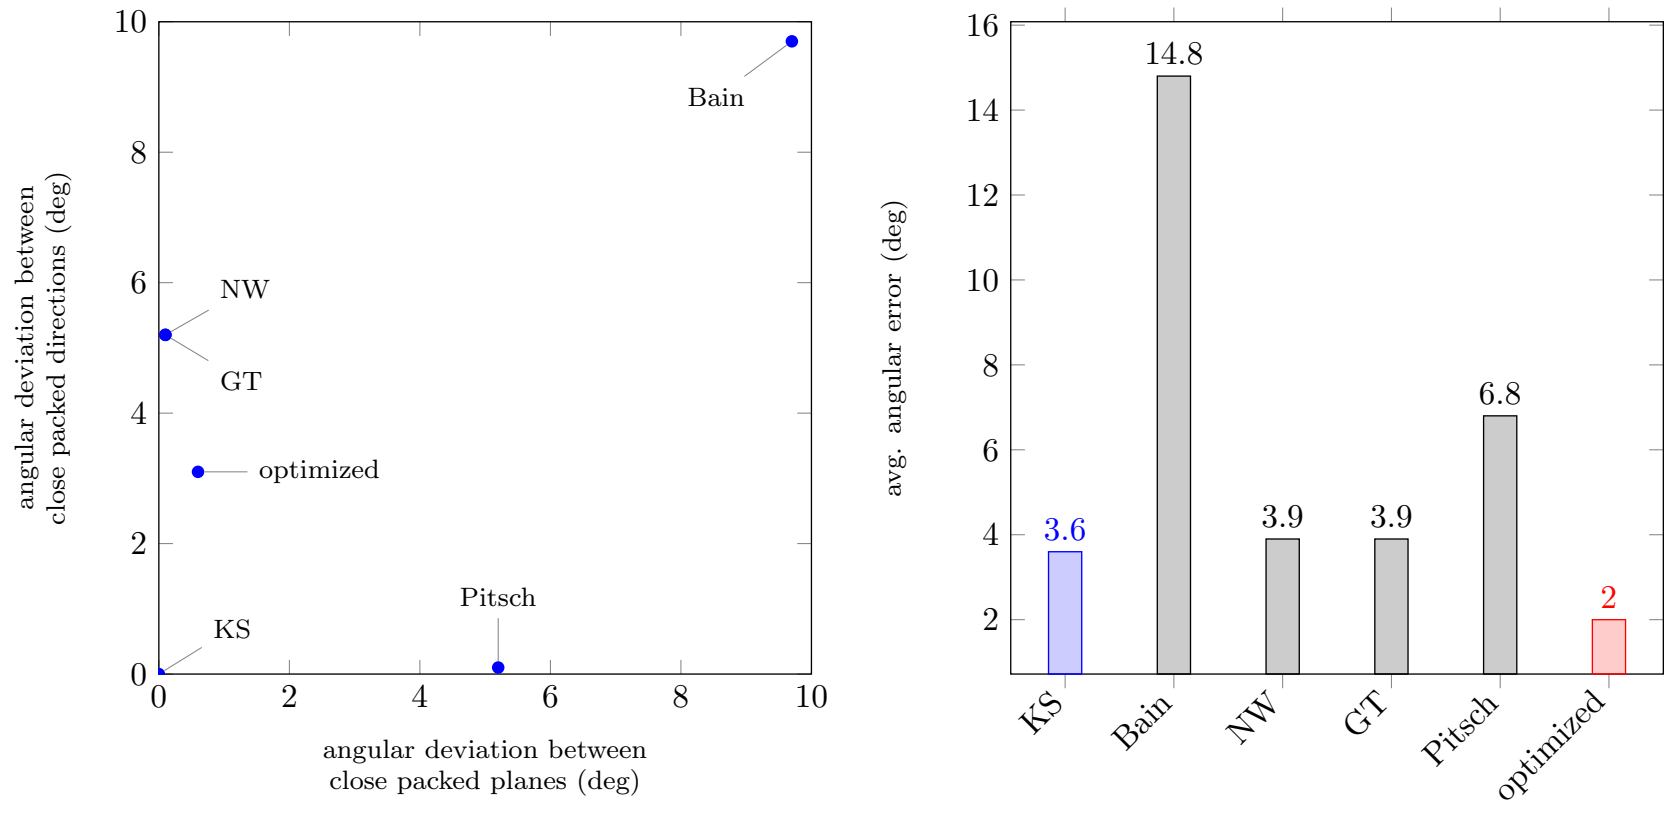 10
8
6
4
2
0
0
2
4
6
8
10
angular deviation between
close packed directions (deg)
angular deviation between
close packed planes (deg)
Bain
NW
GT
optimized
Pitsch
KS
16
14
12
10
8
6
4
2
avg. angular error (deg)
3.6
14.8
3.9
3.9
6.8
2
KS
Bain
NW
GT
Pitsch
optimized